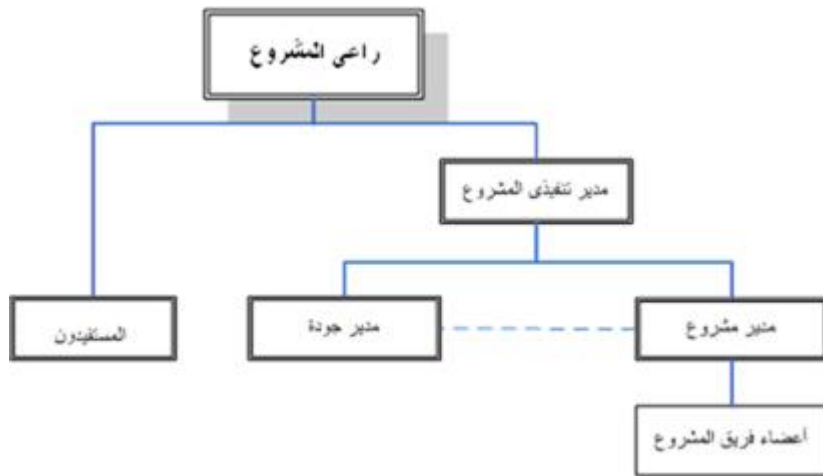 راعى المشروع
مدير تنفيذى المشروع
مدير مشروع
مدير جودة
المستفيدون
أعضاء فريق المشروع